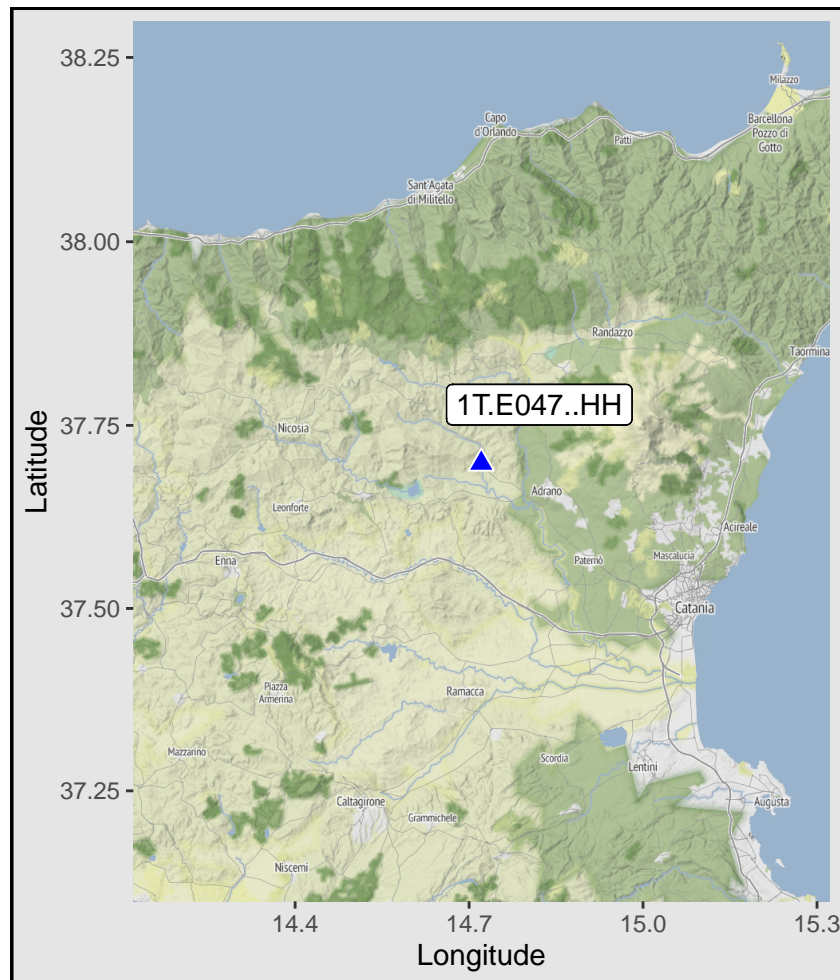 38.25
38.00
37.75
37.50
37.25
Latitude
14.4
14.7
15.0
15.3
Longitude
1T.E047..HH
Milazzo
Capo
d'Orlando
Barcellona
Pozzo di
Gotto
Patti
Sant'Agata
di Militello
Randazzo
Taormina
Nicosia
Adrano
Leonforte
Acireale
Enna
Paternò
Mascalucia
Catania
Piazza
Armerina
Ramacca
Mazzarino
Scordia
Lentini
Caltagirone
Augusta
Grammichele
Niscemi